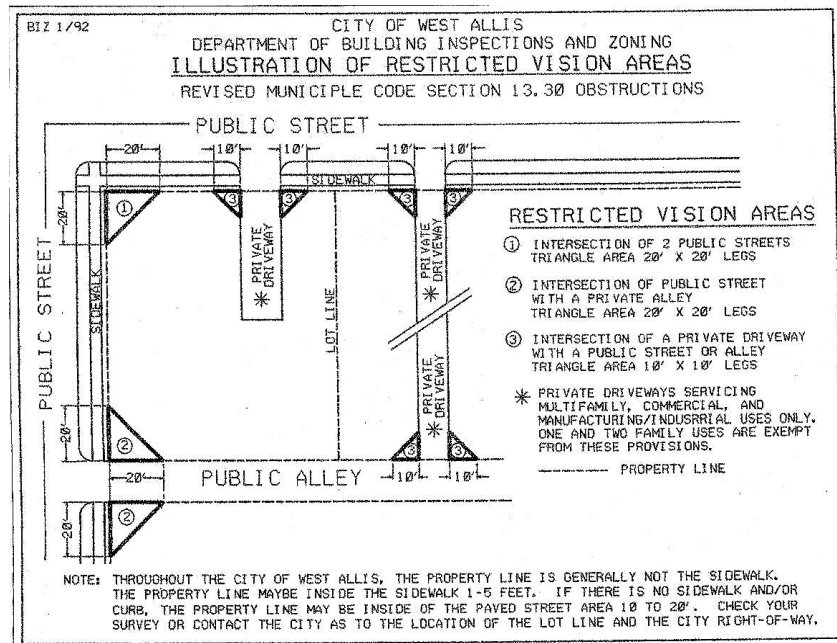 BIZ 1/92
CITY OF WEST ALLIS
DEPARTMENT OF BUILDING INSPECTIONS AND ZONING
ILLUSTRATION OF RESTRICTED VISION AREAS
REVISED MUNICIPLE CODE SECTION 13.30 OBSTRUCTIONS
PUBLIC STREET
20'
10'
10'
10'
10'
SIDEWALK
1
3
3
3
3
20'
PUBLIC STREET
SIDEWALK
* PRIVATE DRIVEWAY
LOT LINE
* PRIVATE DRIVEWAY
* PRIVATE DRIVEWAY
20'
2
3
3
20'
PUBLIC ALLEY
10'
10'
20'
2
RESTRICTED VISION AREAS
1 INTERSECTION OF 2 PUBLIC STREETS
TRIANGLE AREA 20' X 20' LEGS
2 INTERSECTION OF PUBLIC STREET
WITH A PRIVATE ALLEY
TRIANGLE AREA 20' X 20' LEGS
3 INTERSECTION OF A PRIVATE DRIVEWAY
WITH A PUBLIC STREET OR ALLEY
TRIANGLE AREA 10' X 10' LEGS
* PRIVATE DRIVEWAYS SERVICING
MULTIFAMILY, COMMERCIAL, AND
MANUFACTURING/INDUSRRIAL USES ONLY.
ONE AND TWO FAMILY USES ARE EXEMPT
FROM THESE PROVISIONS.
PROPERTY LINE
NOTE: THROUGHOUT THE CITY OF WEST ALLIS, THE PROPERTY LINE IS GENERALLY NOT THE SIDEWALK.
THE PROPERTY LINE MAYBE INSIDE THE SIDEWALK 1-5 FEET. IF THERE IS NO SIDEWALK AND/OR
CURB, THE PROPERTY LINE MAY BE INSIDE OF THE PAVED STREET AREA 10 TO 20'. CHECK YOUR
SURVEY OR CONTACT THE CITY AS TO THE LOCATION OF THE LOT LINE AND THE CITY RIGHT-OF-WAY.